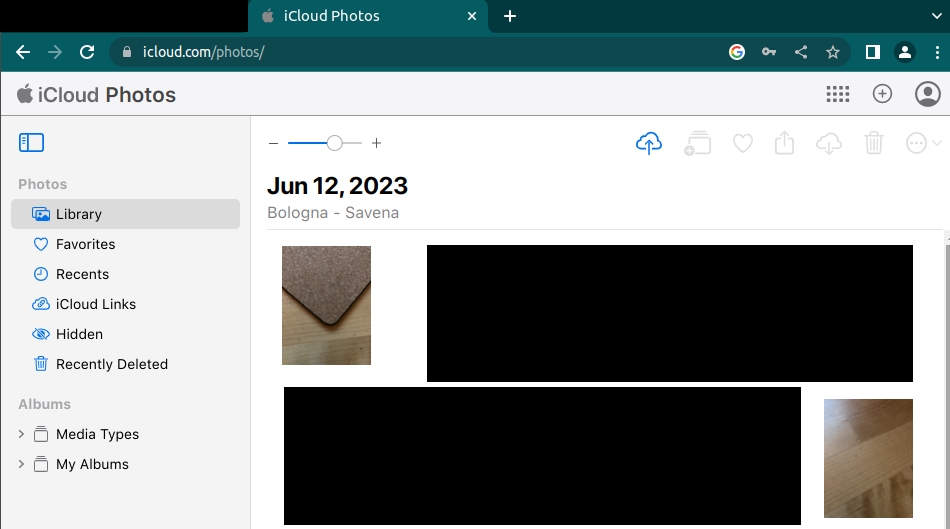 iCloud Photos
icloud.com/photos/
iCloud Photos
Photos
Library
Favorites
Recents
iCloud Links
Hidden
Recently Deleted
Albums
Media Types
My Albums
Jun 12, 2023
Bologna - Savena